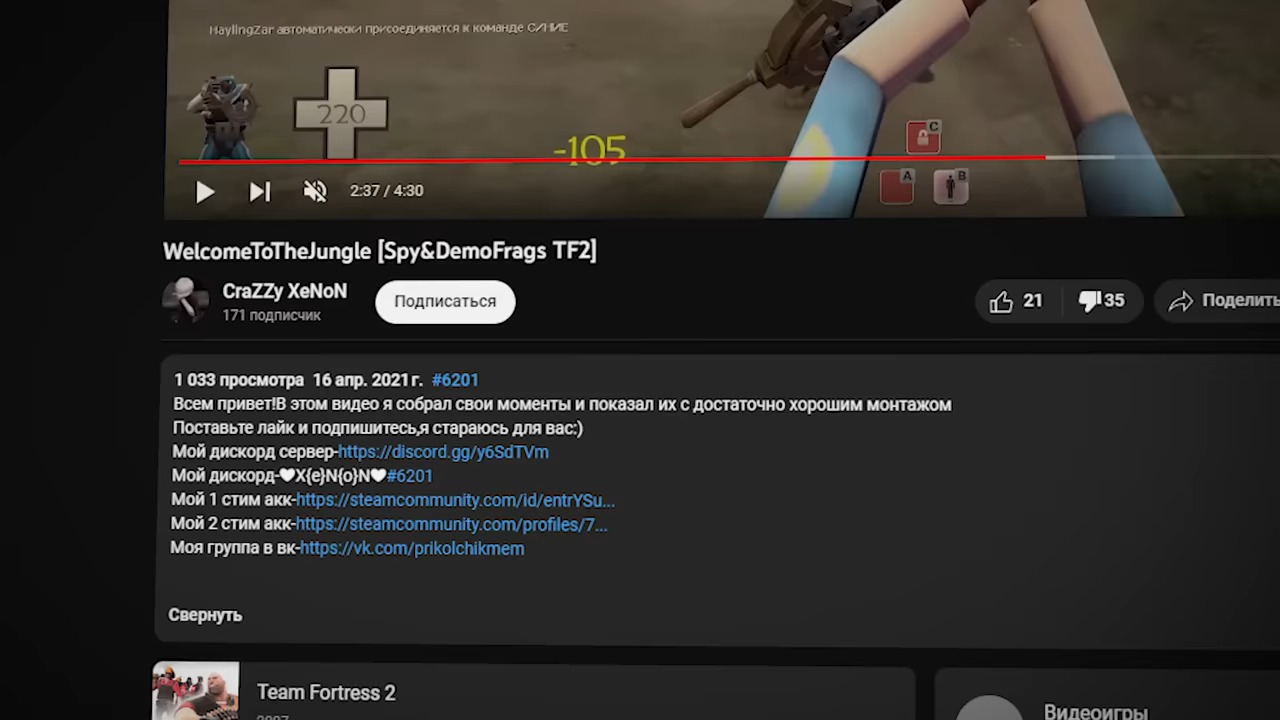 HaylingZar автоматически присоединяется к команде СИНИЕ
220
-105
C
A
B
2:37 / 4:30
WelcomeToTheJungle [Spy&DemoFrags TF2]
CraZZy XeNoN
171 подписчик
Подписаться
21
35
Поделить
1 033 просмотра 16 апр. 2021 г. #6201
Всем привет!В этом видео я собрал свои моменты и показал их с достаточно хорошим монтажом
Поставьте лайк и подпишитесь,я стараюсь для вас:)
Мой дискорд сервер-https://discord.gg/y6SdTVm
Мой дискорд-♥X{e}N{o}N♥#6201
Мой 1 стим акк-https://steamcommunity.com/id/entrYSu...
Мой 2 стим акк-https://steamcommunity.com/profiles/7...
Моя группа в вк-https://vk.com/prikolchikmem
Свернуть
Team Fortress 2
2007
Видеоигры